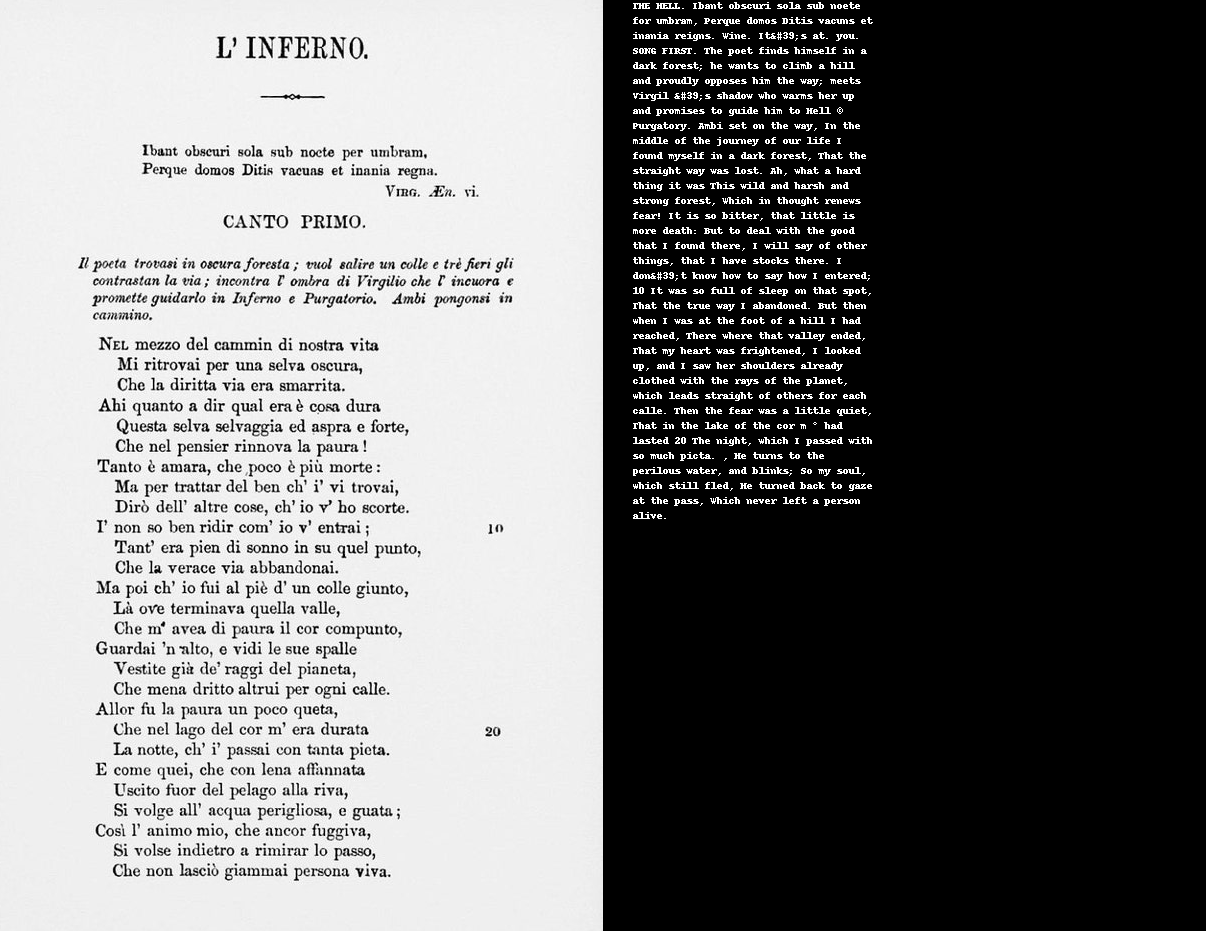 L' INFERNO.
Ibant obscuri sola sub nocte per umbram,
Perque domos Ditis vacuas et inania regna.
VIRG. Æn. vi.
CANTO PRIMO.
Il poeta trovasi in oscura foresta ; vuol salire un colle e trè fieri gli
contrastan la via ; incontra l' ombra di Virgilio che l' incuora e
promette guidarlo in Inferno e Purgatorio. Ambi pongonsi in
cammino.
NEL mezzo del cammin di nostra vita
Mi ritrovai per una selva oscura,
Che la diritta via era smarrita.
Ahi quanto a dir qual era è cosa dura
Questa selva selvaggia ed aspra e forte,
Che nel pensier rinnova la paura !
Tanto è amara, che poco è più morte :
Ma per trattar del ben ch' i' vi trovai,
Dirò dell' altre cose, ch' io v' ho scorte.
I' non so ben ridir com' io v' entrai ; 10
Tant' era pien di sonno in su quel punto,
Che la verace via abbandonai.
Ma poi ch' io fui al piè d' un colle giunto,
Là ove terminava quella valle,
Che m' avea di paura il cor compunto,
Guardai 'n alto, e vidi le sue spalle
Vestite già de' raggi del pianeta,
Che mena dritto altrui per ogni calle.
Allor fu la paura un poco queta,
Che nel lago del cor m' era durata 20
La notte, ch' i' passai con tanta pieta.
E come quei, che con lena affannata
Uscito fuor del pelago alla riva,
Si volge all' acqua perigliosa, e guata ;
Così l' animo mio, che ancor fuggiva,
Si volse indietro a rimirar lo passo,
Che non lasciò giammai persona viva.
THE HELL. Ibant obscuri sola sub nocte
for umbram, Perque domos Ditis vacuas et
inania reigns. Wine. It&#39;s at. you.
SONG FIRST. The poet finds himself in a
dark forest; he wants to climb a hill
and proudly opposes him the way; meets
Virgil &#39;s shadow who warms her up
and promises to guide him to Hell ©
Purgatory. Ambi set on the way, In the
middle of the journey of our life I
found myself in a dark forest, That the
straight way was lost. Ah, what a hard
thing it was This wild and harsh and
strong forest, Which in thought renews
fear! It is so bitter, that little is
more death: But to deal with the good
that I found there, I will say of other
things, that I have stocks there. I
don&#39;t know how to say how I entered;
10 It was so full of sleep on that spot,
That the true way I abandoned. But then
when I was at the foot of a hill I had
reached, There where that valley ended,
That my heart was frightened, I looked
up, and I saw her shoulders already
clothed with the rays of the planet,
which leads straight of others for each
calle. Then the fear was a little quiet,
That in the lake of the cor m ° had
lasted 20 The night, which I passed with
so much picta. , He turns to the
perilous water, and blinks; So my soul,
which still fled, He turned back to gaze
at the pass, Which never left a person
alive.